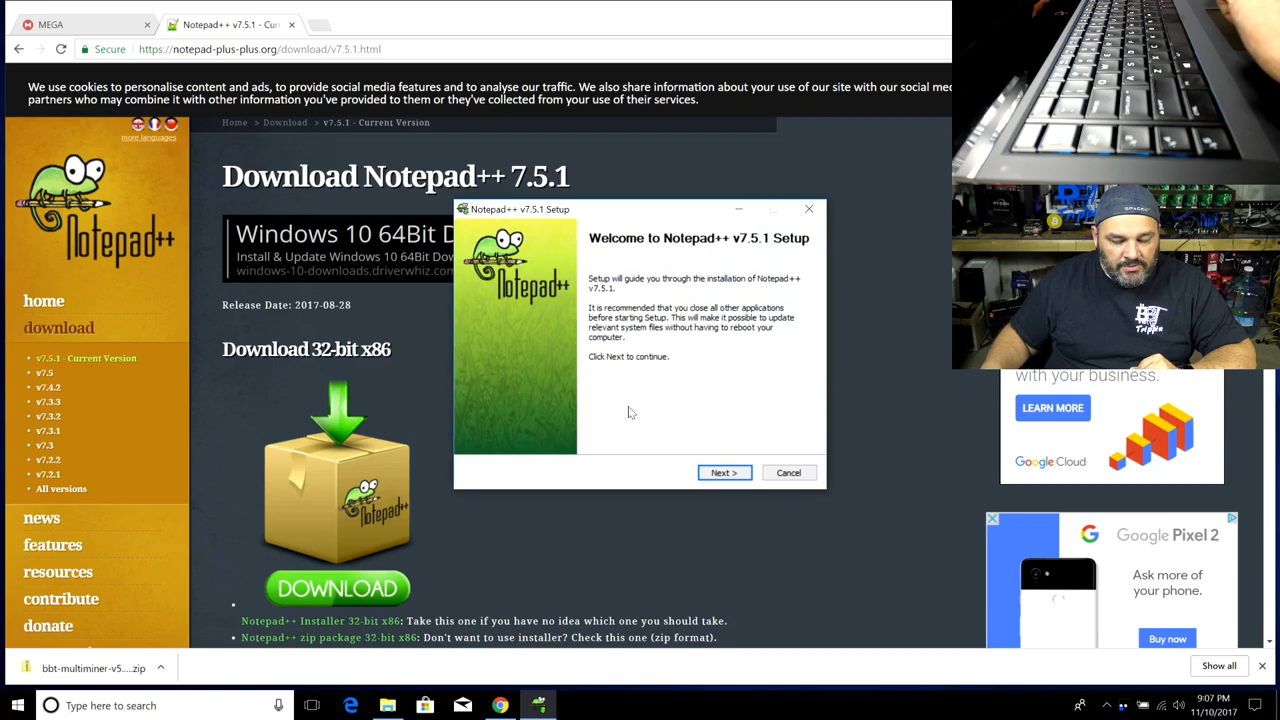 MEGA
Notepad++ v7.5.1 - Cur
Secure
https://notepad-plus-plus.org/download/v7.5.1.html
We use cookies to personalise content and ads, to provide social media features and to analyse our traffic. We also share information about your use of our site with our social med
partners who may combine it with other information you've provided to them or they've collected from your use of their services.
more languages
Home > Download > v7.5.1 - Current Version
Notepad++
Download Notepad++ 7.5.1
Windows 10 64Bit D
Install & Update Windows 10 64Bit D
windows-10-downloads.driverwhiz.com
Release Date: 2017-08-28
home
download
v7.5.1 - Current Version
v7.5
v7.4.2
v7.3.3
v7.3.2
v7.3.1
v7.3
v7.2.2
v7.2.1
All versions
news
features
resources
contribute
donate
Download 32-bit x86
Notepad++
DOWNLOAD
Notepad++ Installer 32-bit x86: Take this one if you have no idea which one you should take.
Notepad++ zip package 32-bit x86: Don't want to use installer? Check this one (zip format).
Notepad++ v7.5.1 Setup
Notepad++
Welcome to Notepad++ v7.5.1 Setup
Setup will guide you through the installation of Notepad++
v7.5.1.
It is recommended that you close all other applications
before starting Setup. This will make it possible to update
relevant system files without having to reboot your
computer.
Click Next to continue.
Next >
Cancel
Trippin
with your business.
LEARN MORE
Google Cloud
Google Pixel 2
Ask more of
your phone.
Buy now
bbt-multiminer-v5.....zip
Show all
Type here to search
9:07 PM
11/10/2017